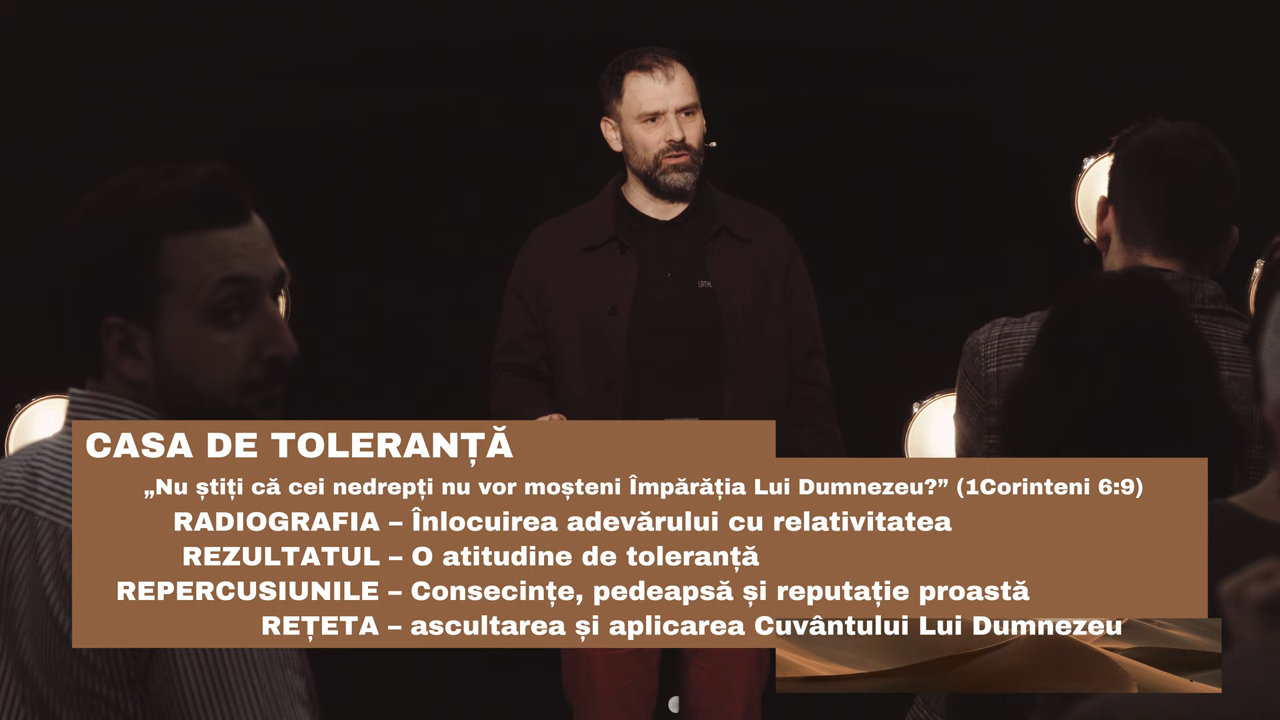 CASA DE TOLERANȚĂ
„Nu știți că cei nedrepți nu vor moșteni Împărăția Lui Dumnezeu?” (1Corinteni 6:9)
RADIOGRAFIA – Înlocuirea adevărului cu relativitatea
REZULTATUL – O atitudine de toleranță
REPERCUSIUNILE – Consecințe, pedeapsă și reputație proastă
REȚETA – ascultarea și aplicarea Cuvântului Lui Dumnezeu